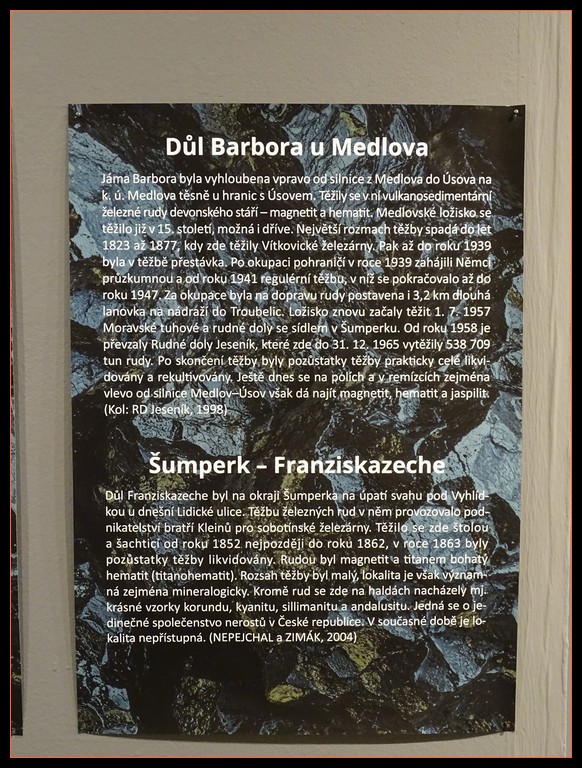 Důl Barbora u Medlova
Jáma Barbora byla vyhloubena vpravo od silnice z Medlova do Úsova na
k. ú. Medlova těsně u hranic s Úsovem. Těžily se v ní vulkanosedimentární
železné rudy devonského stáří – magnetit a hematit. Medlovské ložisko se
těžilo již v 15. století, možná i dříve. Největší rozmach těžby spadá do let
1823 až 1877, kdy zde těžily Vítkovické železárny. Pak až do roku 1939
byla v těžbě přestávka. Po okupaci pohraničí v roce 1939 zahájili Němci
průzkumnou a od roku 1941 regulérní těžbu, v níž se pokračovalo až do
roku 1947. Za okupace byla na dopravu rudy postavena i 3,2 km dlouhá
lanovka na nádraží do Troubelic. Ložisko znovu začaly těžit 1. 7. 1957
Moravské tuhové a rudné doly se sídlem v Šumperku. Od roku 1958 je
převzaly Rudné doly Jeseník, které zde do 31. 12. 1965 vytěžily 538 709
tun rudy. Po skončení těžby byly pozůstatky těžby prakticky celé likvi-
dovány a rekultivovány. Ještě dnes se na polích a v remízcích zejména
vlevo od silnice Medlov–Úsov však dá najít magnetit, hematit a jaspilit.
(Kol: RD Jeseník, 1998)
Šumperk – Franziskazeche
Důl Franziskazeche byl na okraji Šumperka na úpatí svahu pod Vyhlíd-
kou u dnešní Lidické ulice. Těžbu železných rud v něm provozovalo pod-
nikatelství bratří Kleinů pro sobotínské železárny. Těžilo se zde štolou
a šachticí od roku 1852 nejpozději do roku 1862, v roce 1863 byly
pozůstatky těžby likvidovány. Rudou byl magnetit a titanem bohatý
hematit (titanohematit). Rozsah těžby byl malý, lokalita je však význam-
ná zejména mineralogicky. Kromě rud se zde na haldách nacházely mj.
krásné vzorky korundu, kyanitu, sillimanitu a andalusitu. Jedná se o je-
dinečné společenstvo nerostů v České republice. V současné době je lo-
kalita nepřístupná. (NEPEJCHAL a ZIMÁK, 2004)